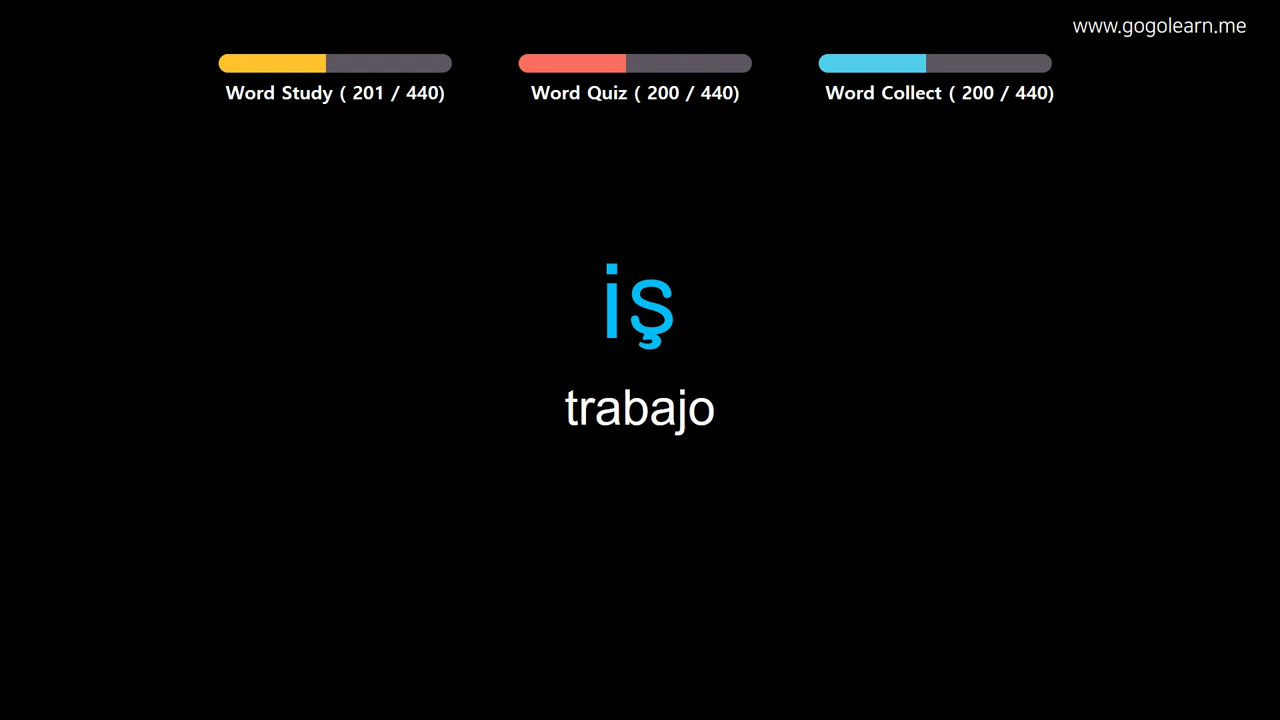 www.gogolearn.me
Word Study ( 201 / 440)
Word Quiz ( 200 / 440)
Word Collect ( 200 / 440)
iş
trabajo